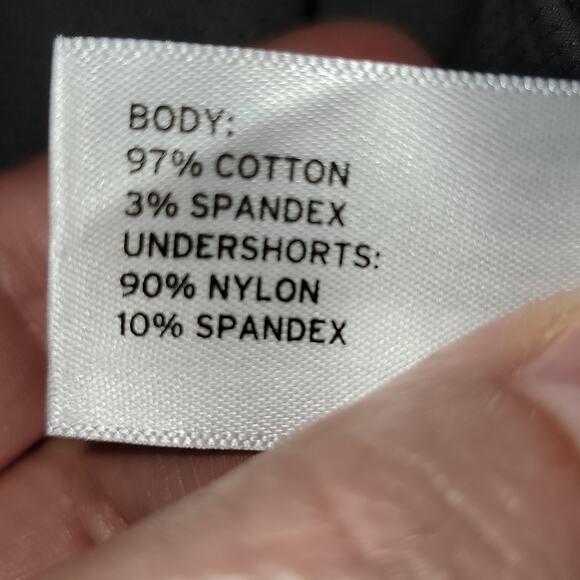 BODY:
97% COTTON
3% SPANDEX
UNDERSHORTS:
90% NYLON
10% SPANDEX